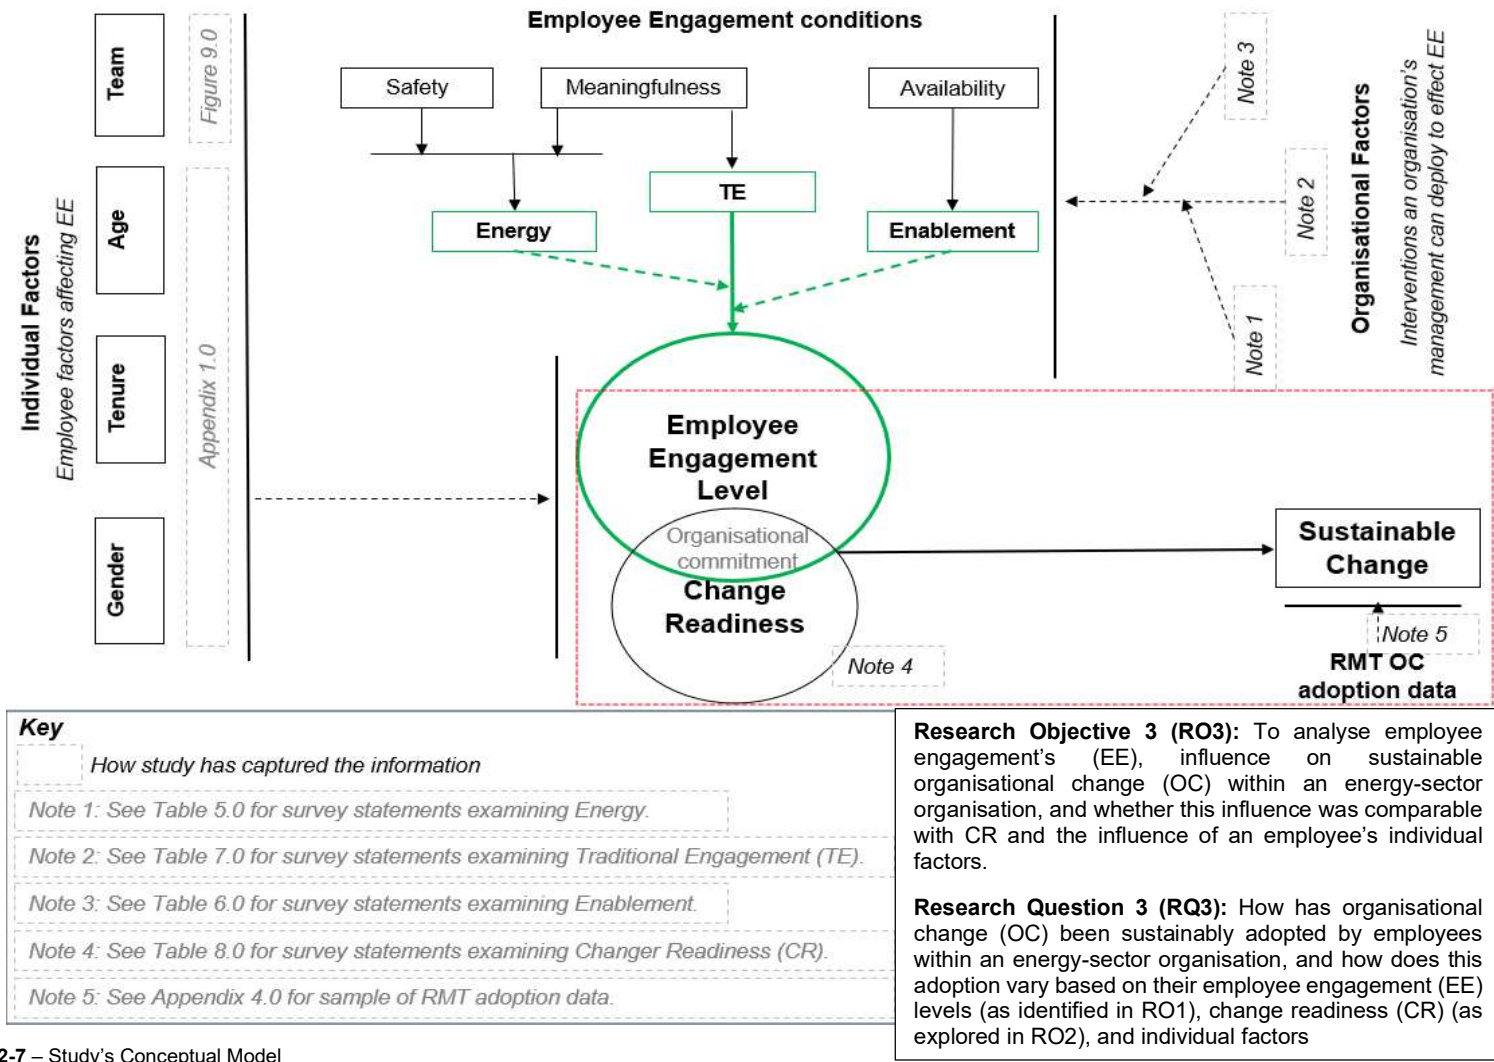 Employee Engagement conditions
Team
Figure 9.0
Safety
Meaningfulness
Availability
Note 3
Individual Factors
Employee factors affecting EE
Age
TE
Energy
Enablement
Note 2
Organisational Factors
Interventions an organisation's
management can deploy to effect EE
Tenure
Appendix 1.0
Note 1
Gender
Employee
Engagement
Level
Organisational
commitment
Change
Readiness
Note 4
Sustainable
Change
Note 5
RMT OC
adoption data
Key
How study has captured the information
Note 1: See Table 5.0 for survey statements examining Energy.
Note 2: See Table 7.0 for survey statements examining Traditional Engagement (TE).
Note 3: See Table 6.0 for survey statements examining Enablement.
Note 4: See Table 8.0 for survey statements examining Changer Readiness (CR).
Note 5: See Appendix 4.0 for sample of RMT adoption data.
Research Objective 3 (RO3): To analyse employee
engagement's (EE), influence on sustainable
organisational change (OC) within an energy-sector
organisation, and whether this influence was comparable
with CR and the influence of an employee's individual
factors.
Research Question 3 (RQ3): How has organisational
change (OC) been sustainably adopted by employees
within an energy-sector organisation, and how does this
adoption vary based on their employee engagement (EE)
levels (as identified in RO1), change readiness (CR) (as
explored in RO2), and individual factors
2-7 – Study's Conceptual Model